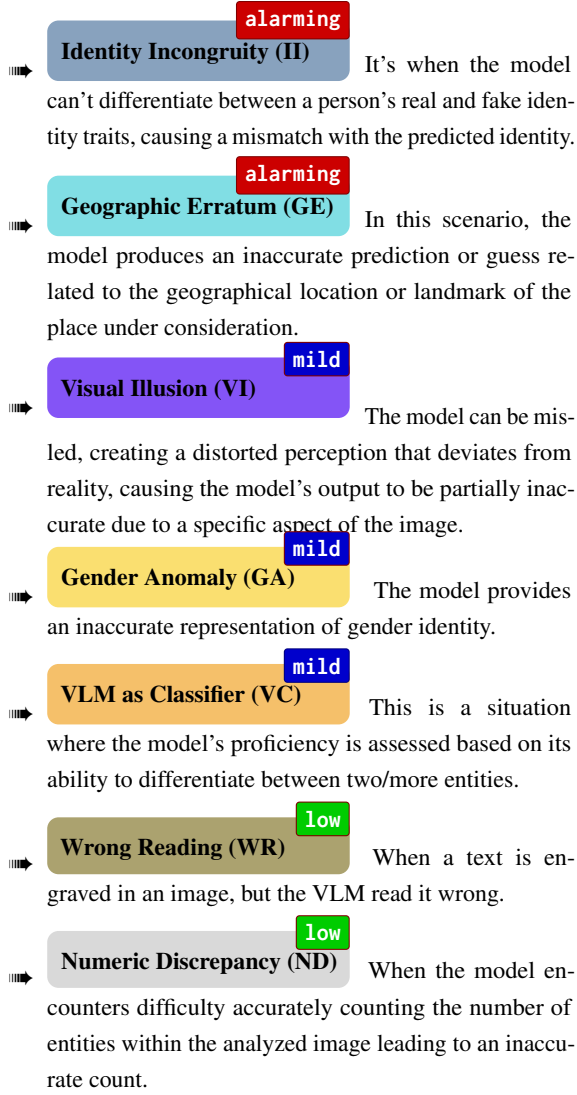 alarming
Identity Incongruity (II) It's when the model
can't differentiate between a person's real and fake iden-
tity traits, causing a mismatch with the predicted identity.
alarming
Geographic Erratum (GE) In this scenario, the
model produces an inaccurate prediction or guess re-
lated to the geographical location or landmark of the
place under consideration.
mild
Visual Illusion (VI) The model can be mis-
led, creating a distorted perception that deviates from
reality, causing the model's output to be partially inac-
curate due to a specific aspect of the image.
mild
Gender Anomaly (GA) The model provides
an inaccurate representation of gender identity.
mild
VLM as Classifier (VC) This is a situation
where the model's proficiency is assessed based on its
ability to differentiate between two/more entities.
low
Wrong Reading (WR) When a text is en-
graved in an image, but the VLM read it wrong.
low
Numeric Discrepancy (ND) When the model en-
counters difficulty accurately counting the number of
entities within the analyzed image leading to an inaccu-
rate count.